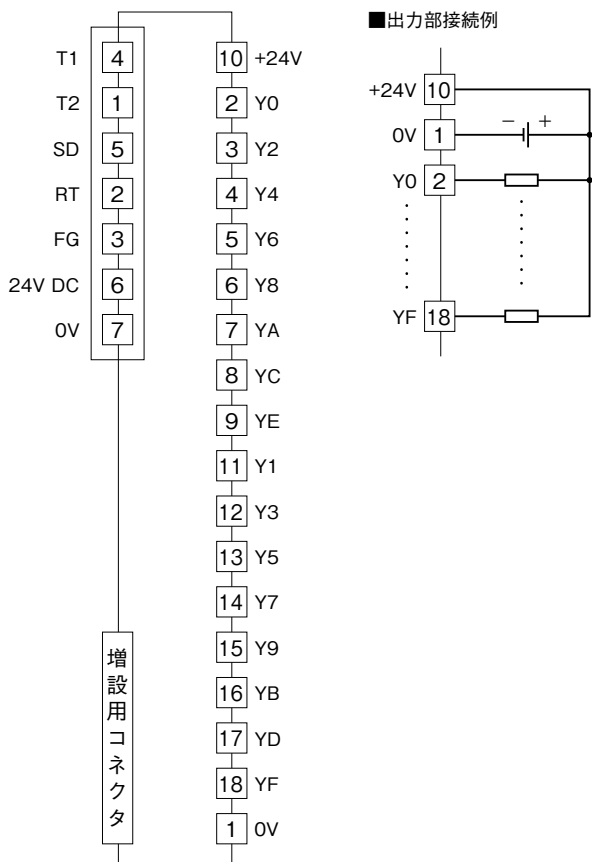 T1 4
T2 1
SD 5
RT 2
FG 3
24V DC 6
0V 7
増設用コネクタ
10 +24V
2 Y0
3 Y2
4 Y4
5 Y6
6 Y8
7 YA
8 YC
9 YE
11 Y1
12 Y3
13 Y5
14 Y7
15 Y9
16 YB
17 YD
18 YF
1 0V
■出力部接続例
+24V 10
0V 1 − +
Y0 2
YF 18